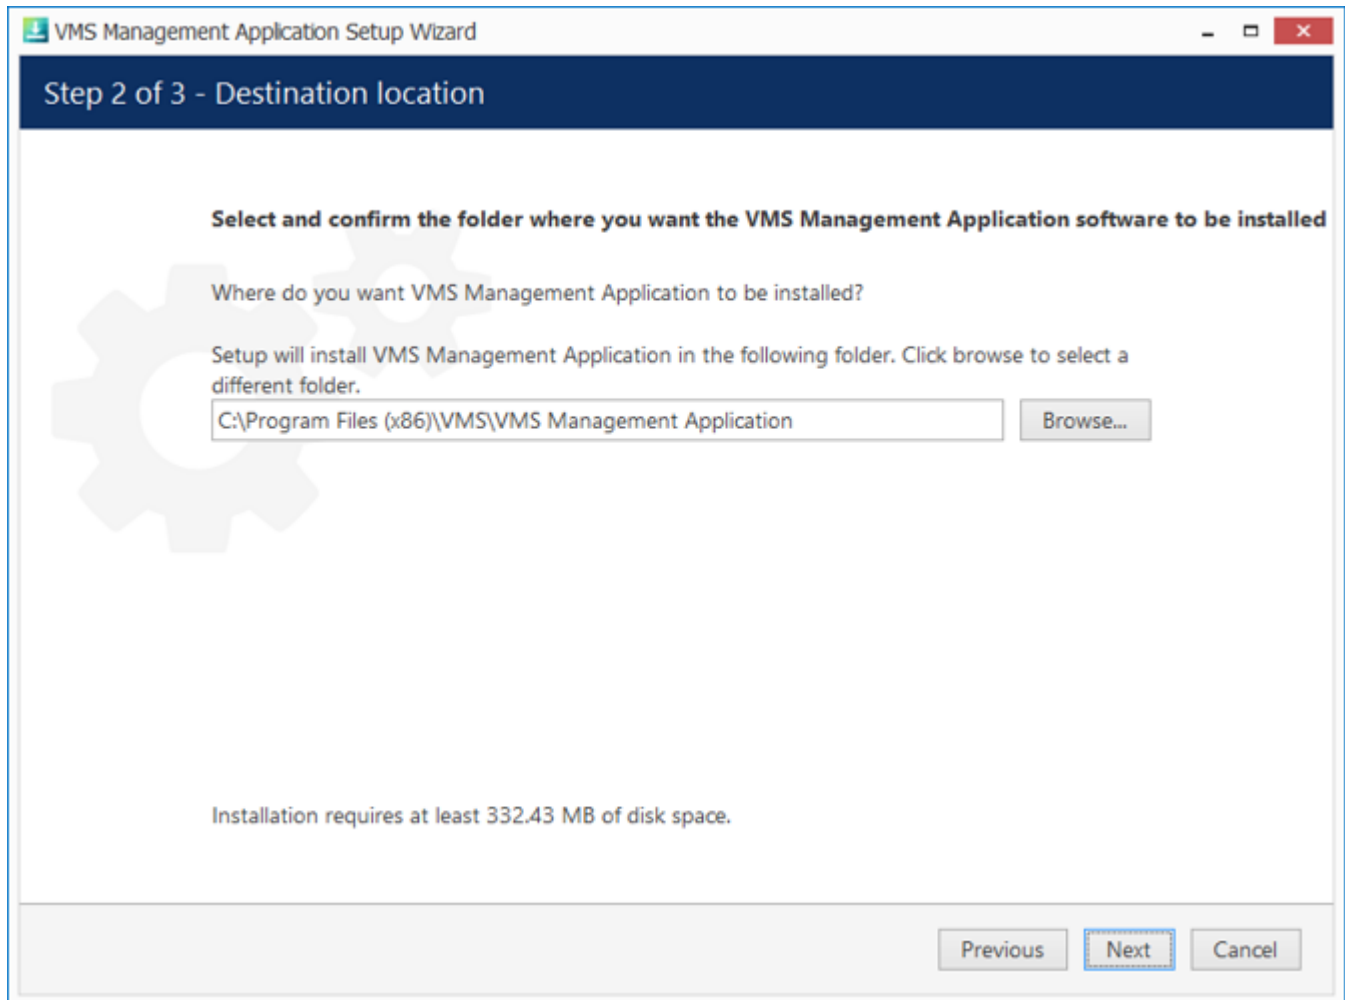 VMS Management Application Setup Wizard
Step 2 of 3 - Destination location
Select and confirm the folder where you want the VMS Management Application software to be installed
Where do you want VMS Management Application to be installed?
Setup will install VMS Management Application in the following folder. Click browse to select a
different folder.
C:\Program Files (x86)\VMS\VMS Management Application
Browse...
Installation requires at least 332.43 MB of disk space.
Previous
Next
Cancel